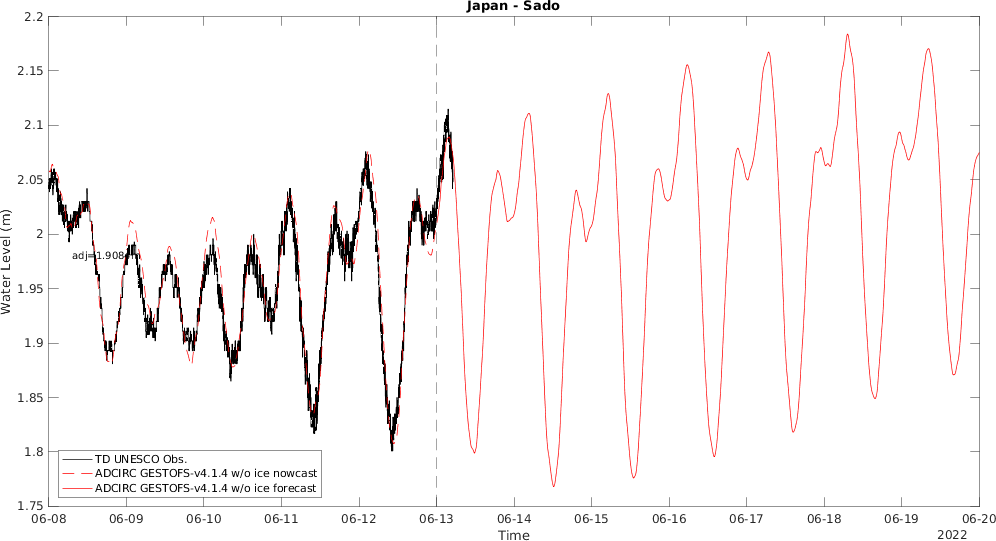 Japan - Sado
2.2
2.15
2.1
2.05
2
1.95
1.9
1.85
1.8
1.75
Water Level (m)
adj=1.908
TD UNESCO Obs.
ADCIRC GESTOFS-v4.1.4 w/o ice nowcast
ADCIRC GESTOFS-v4.1.4 w/o ice forecast
06-08 06-09 06-10 06-11 06-12 06-13 06-14 06-15 06-16 06-17 06-18 06-19 06-20
Time
2022